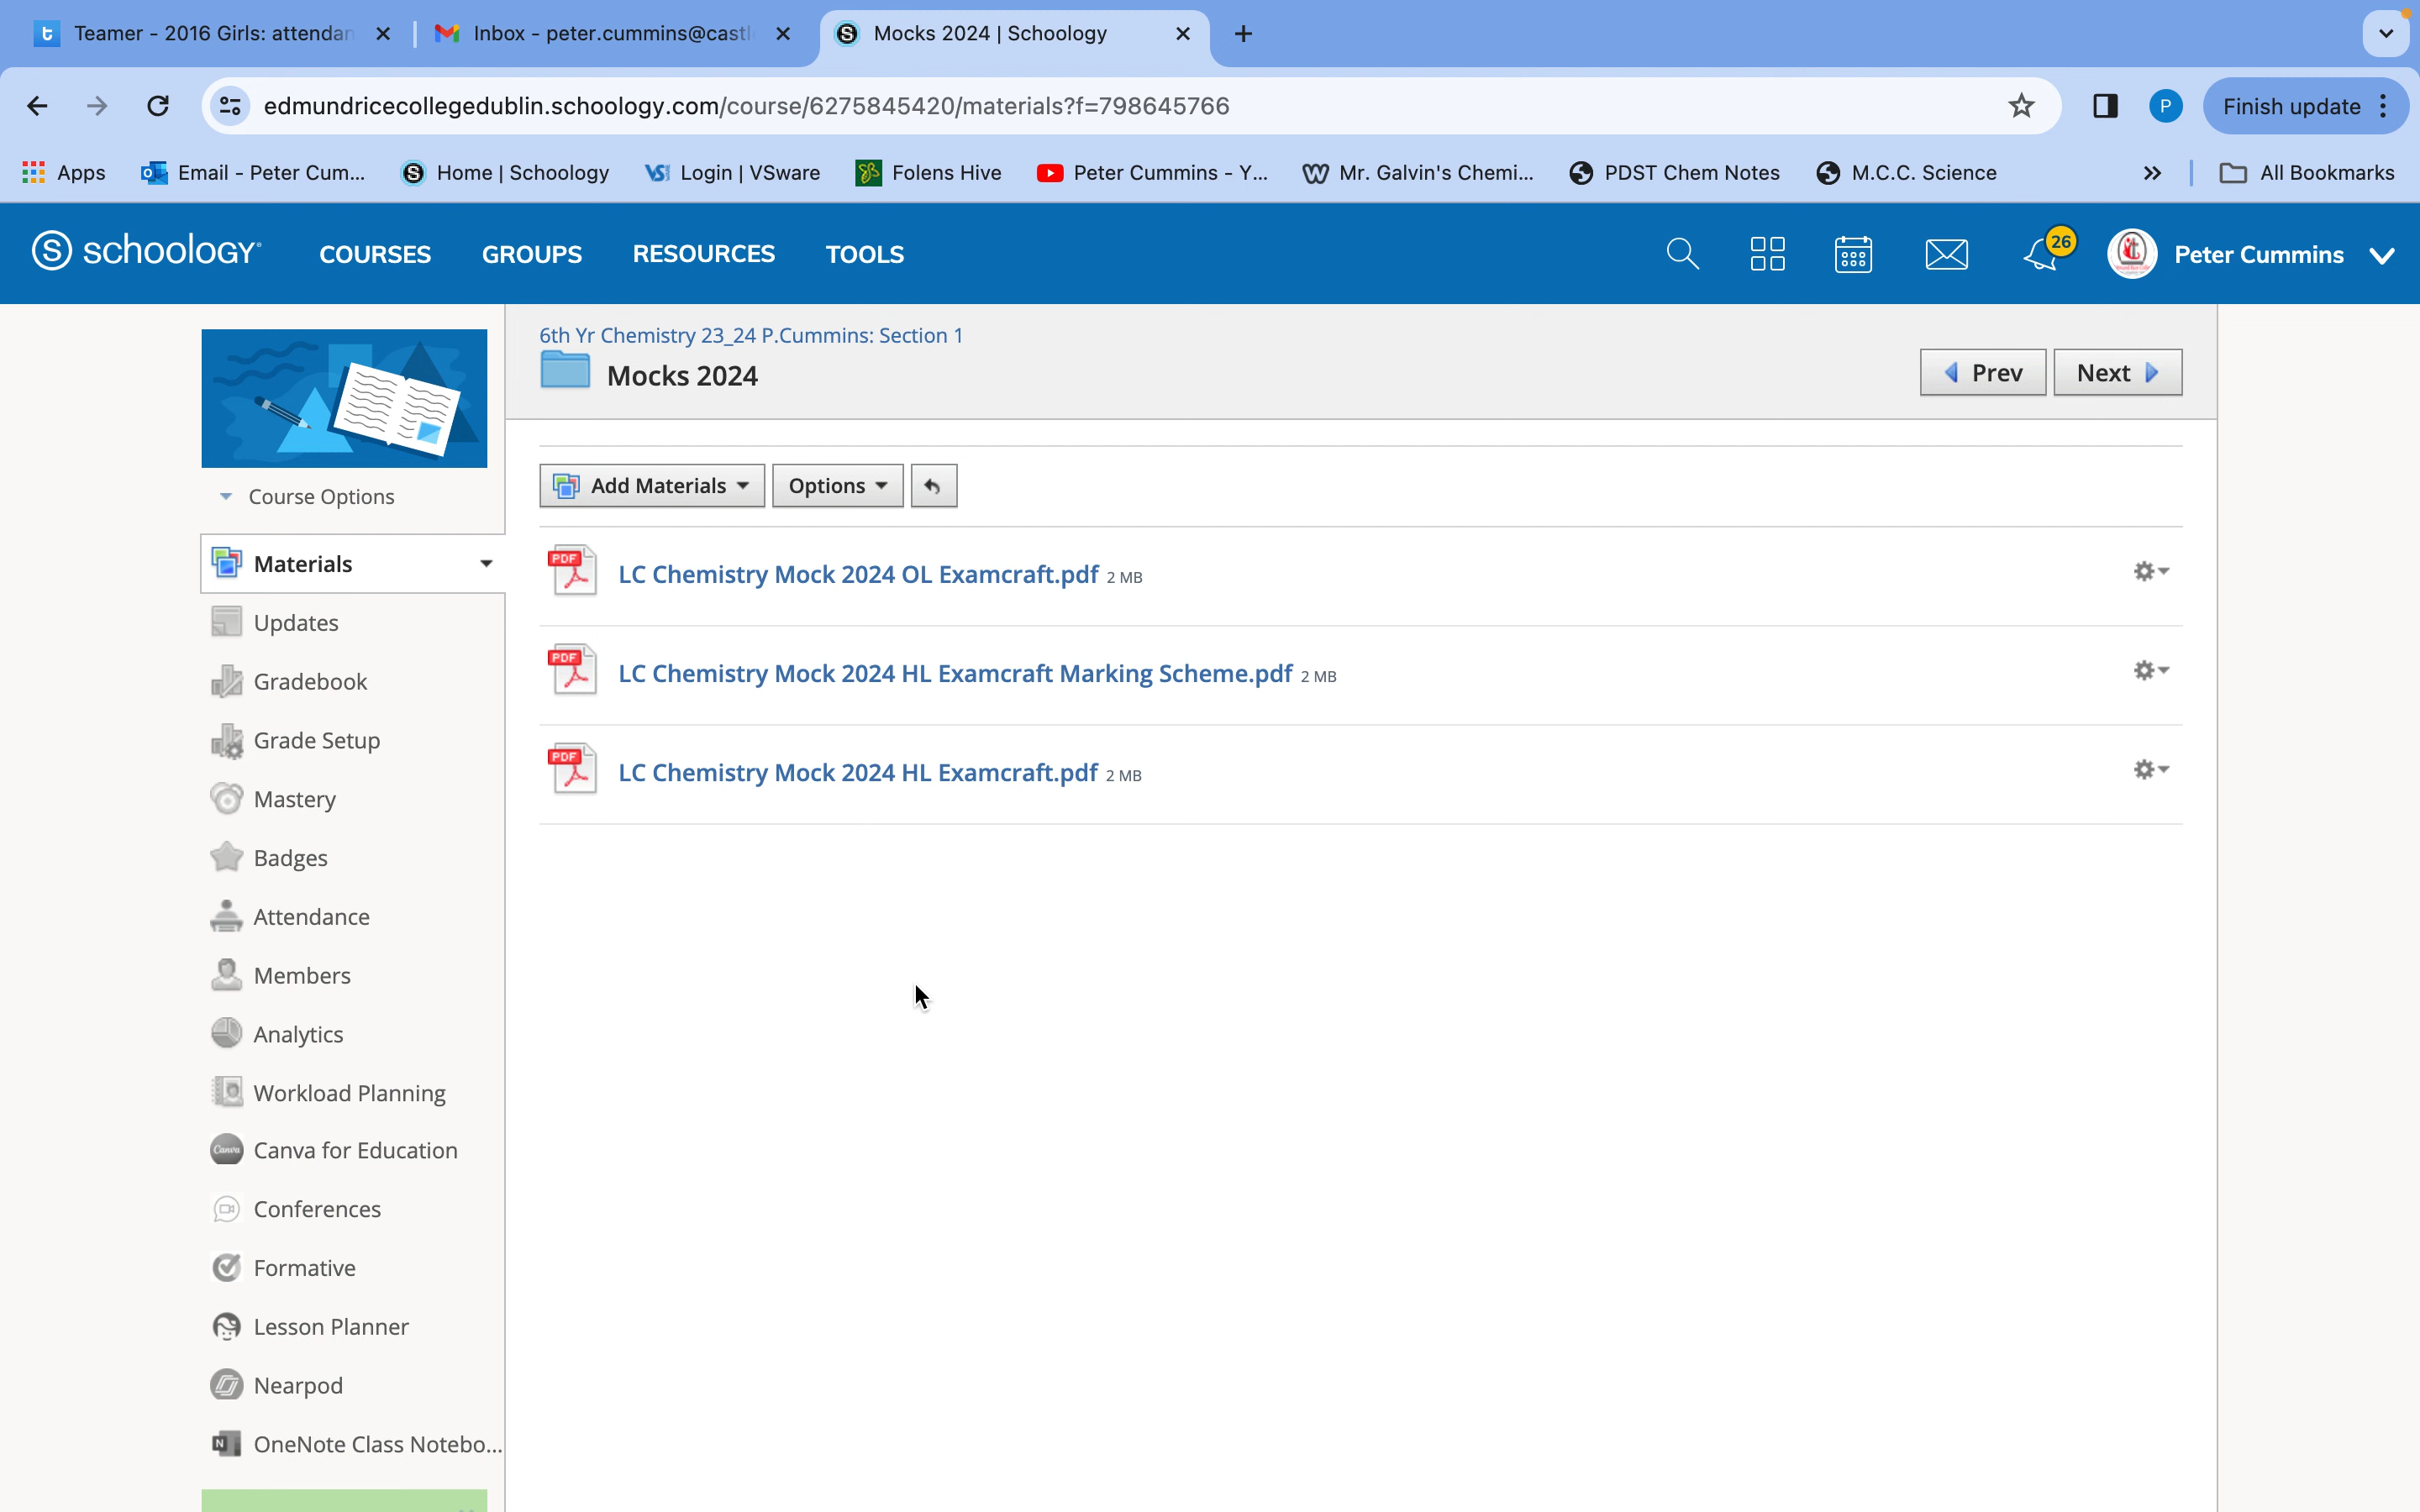 Teamer - 2016 Girls: attendan
Inbox - peter.cummins@castl
Mocks 2024 | Schoology
edmundricecollegedublin.schoology.com/course/6275845420/materials?f=798645766
P
Finish update
Apps
Email - Peter Cum...
Home | Schoology
Login | VSware
Folens Hive
Peter Cummins - Y...
Mr. Galvin's Chemi...
PDST Chem Notes
M.C.C. Science
All Bookmarks
schoology
COURSES
GROUPS
RESOURCES
TOOLS
26
Peter Cummins
6th Yr Chemistry 23_24 P.Cummins: Section 1
Mocks 2024
Prev
Next
Course Options
Add Materials
Options
Materials
Updates
Gradebook
Grade Setup
Mastery
Badges
Attendance
Members
Analytics
Workload Planning
Canva for Education
Conferences
Formative
Lesson Planner
Nearpod
OneNote Class Notebo...
PDF
LC Chemistry Mock 2024 OL Examcraft.pdf 2 MB
PDF
LC Chemistry Mock 2024 HL Examcraft Marking Scheme.pdf 2 MB
PDF
LC Chemistry Mock 2024 HL Examcraft.pdf 2 MB